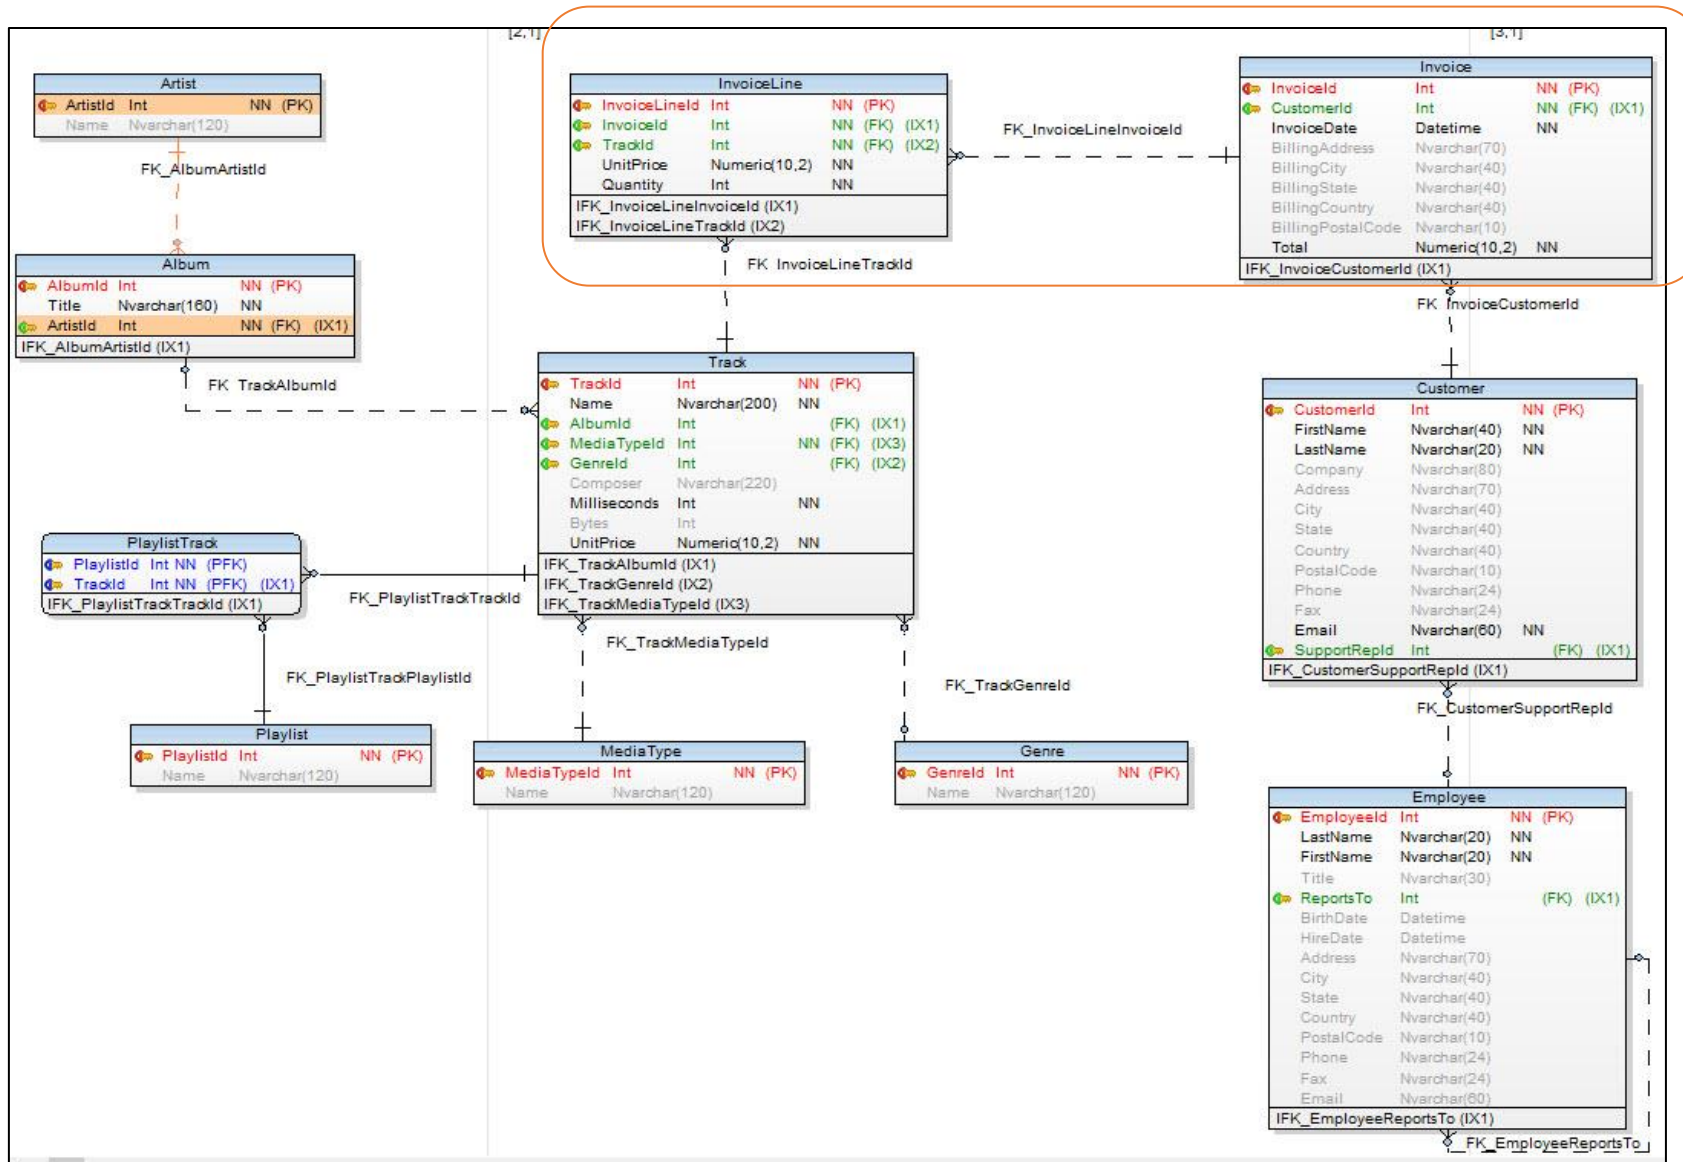 [2,1]
[3,1]
Artist
ArtistId Int NN (PK)
Name Nvarchar(120)
FK_AlbumArtistId
Album
AlbumId Int NN (PK)
Title Nvarchar(160) NN
ArtistId Int NN (FK) (IX1)
IFK_AlbumArtistId (IX1)
FK_TrackAlbumId
InvoiceLine
InvoiceLineId Int NN (PK)
InvoiceId Int NN (FK) (IX1)
TrackId Int NN (FK) (IX2)
UnitPrice Numeric(10,2) NN
Quantity Int NN
IFK_InvoiceLineInvoiceId (IX1)
IFK_InvoiceLineTrackId (IX2)
FK_InvoiceLineInvoiceId
FK_InvoiceLineTrackId
Invoice
InvoiceId Int NN (PK)
CustomerId Int NN (FK) (IX1)
InvoiceDate Datetime NN
BillingAddress Nvarchar(70)
BillingCity Nvarchar(40)
BillingState Nvarchar(40)
BillingCountry Nvarchar(40)
BillingPostalCode Nvarchar(10)
Total Numeric(10,2) NN
IFK_InvoiceCustomerId (IX1)
FK_InvoiceCustomerId
Track
TrackId Int NN (PK)
Name Nvarchar(200) NN
AlbumId Int (FK) (IX1)
MediaTypeId Int NN (FK) (IX3)
GenreId Int (FK) (IX2)
Composer Nvarchar(220)
Milliseconds Int NN
Bytes Int
UnitPrice Numeric(10,2) NN
IFK_TrackAlbumId (IX1)
IFK_TrackGenreId (IX2)
IFK_TrackMediaTypeId (IX3)
PlaylistTrack
PlaylistId Int NN (PFK)
TrackId Int NN (PFK) (IX1)
IFK_PlaylistTrackTrackId (IX1)
FK_PlaylistTrackTrackId
FK_PlaylistTrackPlaylistId
FK_TrackMediaTypeId
FK_TrackGenreId
Playlist
PlaylistId Int NN (PK)
Name Nvarchar(120)
MediaType
MediaTypeId Int NN (PK)
Name Nvarchar(120)
Genre
GenreId Int NN (PK)
Name Nvarchar(120)
Customer
CustomerId Int NN (PK)
FirstName Nvarchar(40) NN
LastName Nvarchar(20) NN
Company Nvarchar(80)
Address Nvarchar(70)
City Nvarchar(40)
State Nvarchar(40)
Country Nvarchar(40)
PostalCode Nvarchar(10)
Phone Nvarchar(24)
Fax Nvarchar(24)
Email Nvarchar(60) NN
SupportRepId Int (FK) (IX1)
IFK_CustomerSupportRepId (IX1)
FK_CustomerSupportRepId
Employee
EmployeeId Int NN (PK)
LastName Nvarchar(20) NN
FirstName Nvarchar(20) NN
Title Nvarchar(30)
ReportsTo Int (FK) (IX1)
BirthDate Datetime
HireDate Datetime
Address Nvarchar(70)
City Nvarchar(40)
State Nvarchar(40)
Country Nvarchar(40)
PostalCode Nvarchar(10)
Phone Nvarchar(24)
Fax Nvarchar(24)
Email Nvarchar(60)
IFK_EmployeeReportsTo (IX1)
FK_EmployeeReportsTo